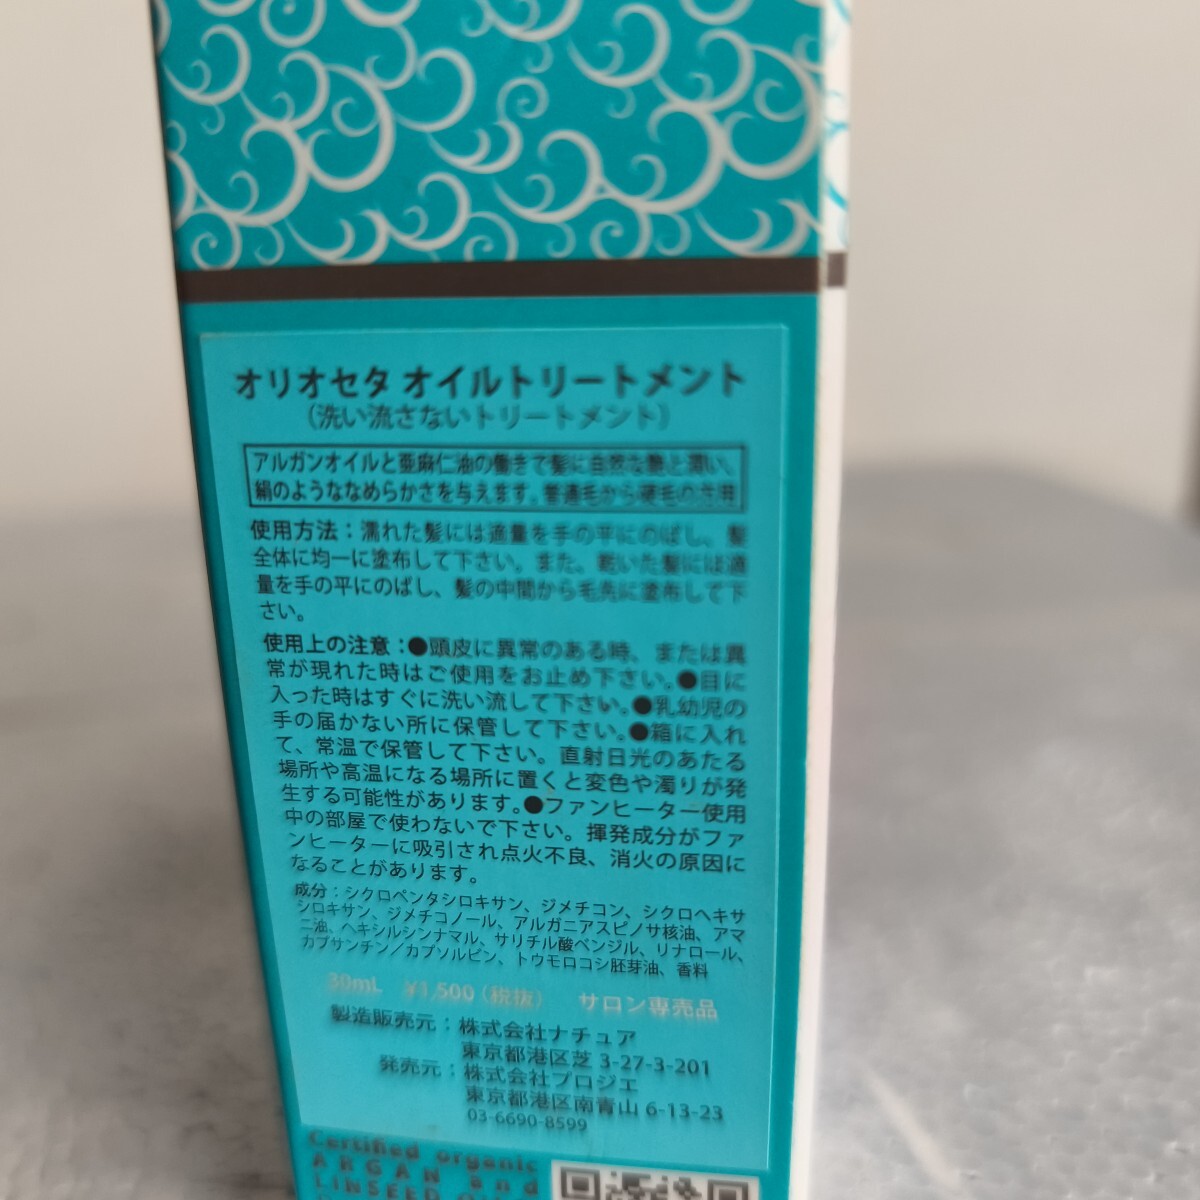 オリオセタ オイルトリートメント
（洗い流さないトリートメント）
アルガンオイルと亜麻仁油の働きで髪に自然な艶と潤い、
絹のようななめらかさを与えます。普通毛から硬毛の方用
使用方法：濡れた髪には適量を手の平にのばし、髪
全体に均一に塗布して下さい。また、乾いた髪には適
量を手の平にのばし、髪の中間から毛先に塗布して下
さい。
使用上の注意：●頭皮に異常のある時、または異
常が現れた時はご使用をお止め下さい。●目に
入った時はすぐに洗い流して下さい。●乳幼児の
手の届かない所に保管して下さい。●箱に入れ
て、常温で保管して下さい。直射日光のあたる
場所や高温になる場所に置くと変色や濁りが発
生する可能性があります。●ファンヒーター使用
中の部屋で使わないで下さい。揮発成分がファ
ンヒーターに吸引され点火不良、消火の原因に
なることがあります。
成分：シクロペンタシロキサン、ジメチコン、シクロヘキサ
シロキサン、ジメチコノール、アルガニアスピノサ核油、アマ
ニ油、ヘキシルシンナマル、サリチル酸ベンジル、リナロール、
カプサンチン／カプソルビン、トウモロコシ胚芽油、香料
30mL ¥1,500（税抜） サロン専売品
製造販売元：株式会社ナチュア
東京都港区芝 3-27-3-201
発売元：株式会社プロジエ
東京都港区南青山 6-13-23
03-6690-8599
Certified organic
ARGAN and
LINSEED